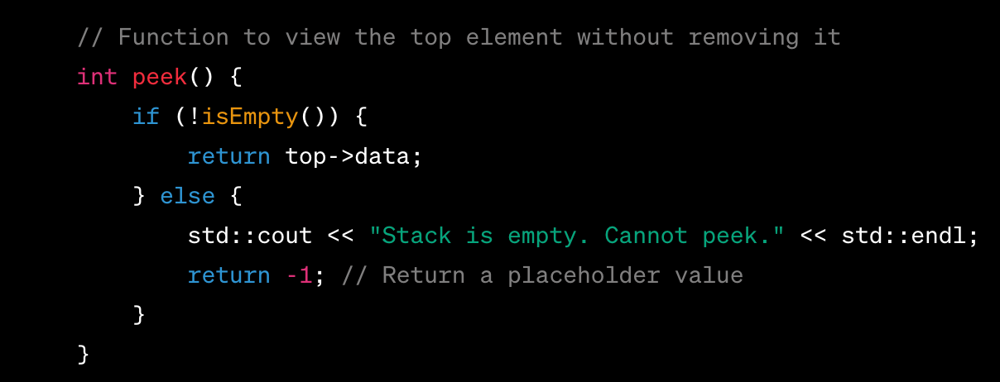 // Function to view the top element without removing it
int peek() {
    if (!isEmpty()) {
        return top->data;
    } else {
        std::cout << "Stack is empty. Cannot peek." << std::endl;
        return -1; // Return a placeholder value
    }
}